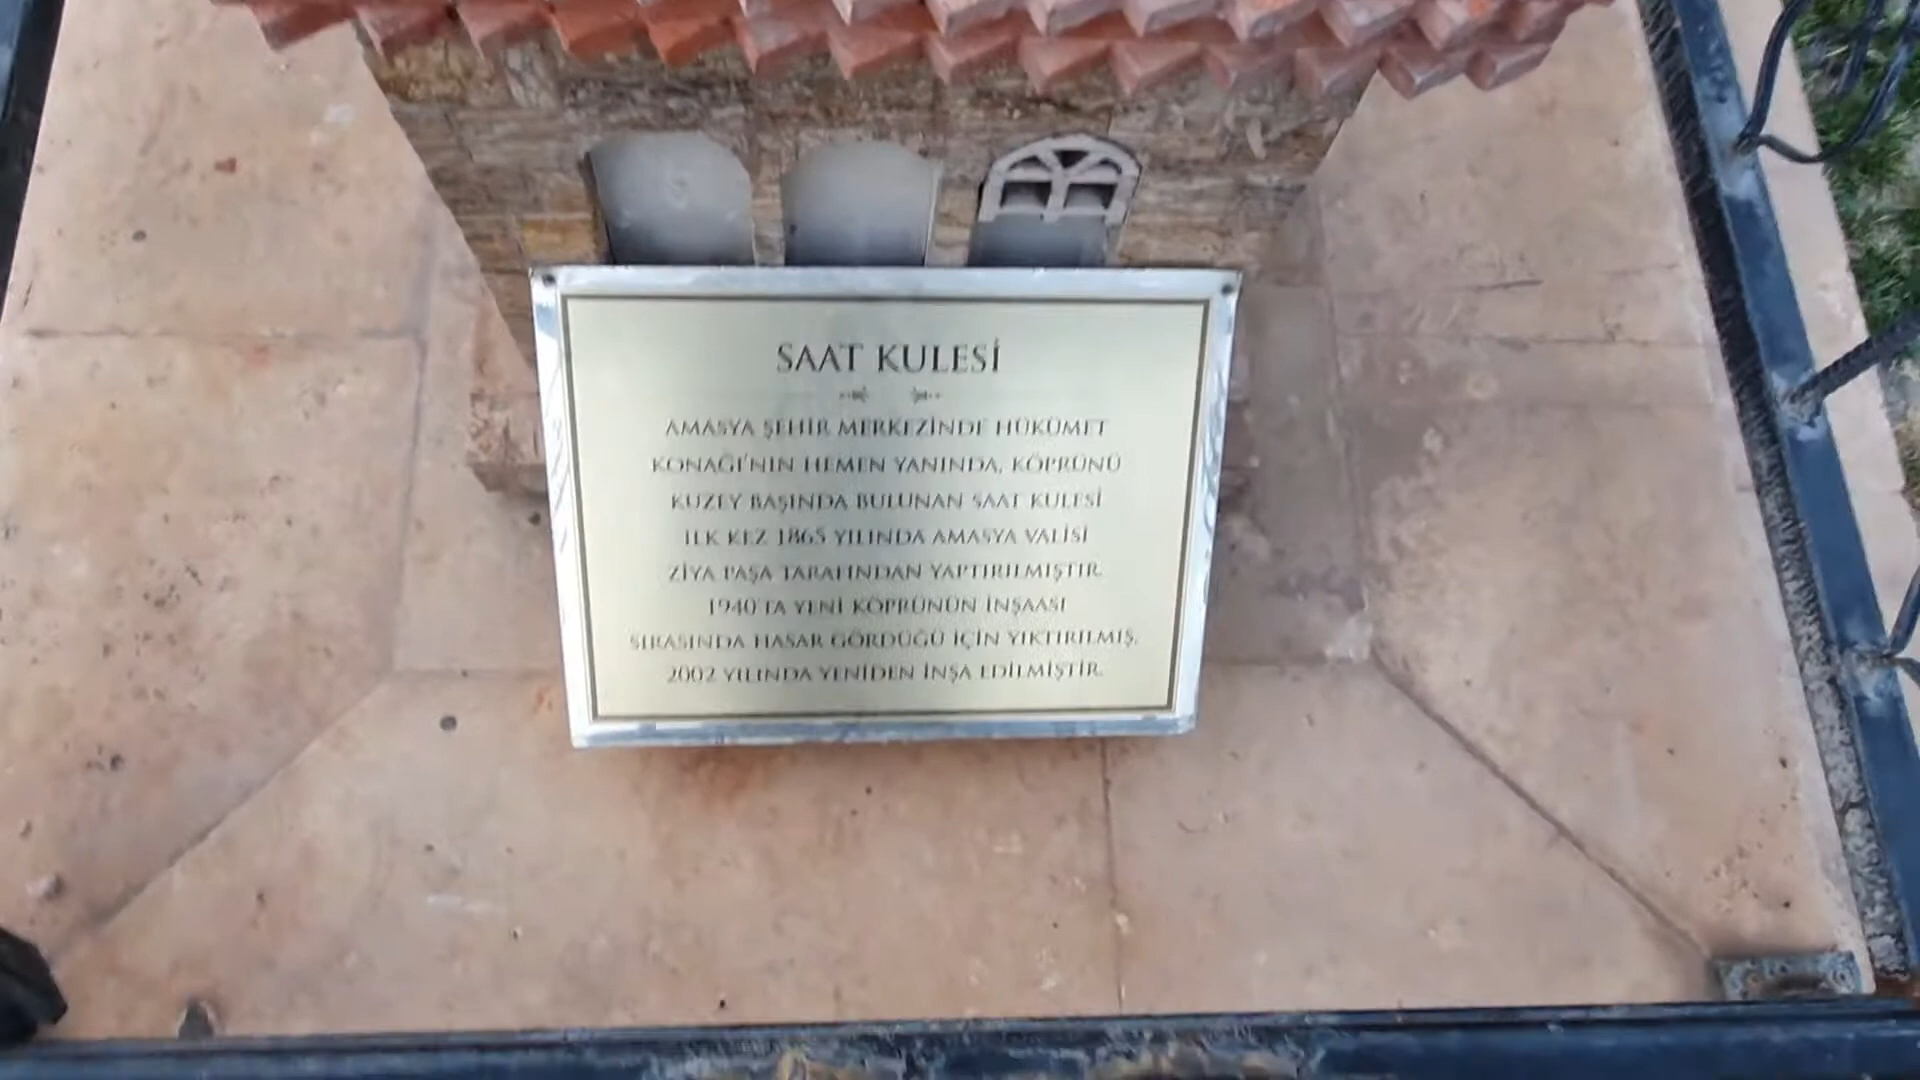 SAAT KULESİ
AMASYA ŞEHİR MERKEZİNDE HÜKÜMET
KONAĞI'NIN HEMEN YANINDA, KÖPRÜNÜ
KUZEY BAŞINDA BULUNAN SAAT KULESİ
İLK KEZ 1865 YILINDA AMASYA VALİSİ
ZİYA PAŞA TARAFINDAN YAPTIRILMIŞTIR.
1940'TA YENİ KÖPRÜNÜN İNŞAASI
SIRASINDA HASAR GÖRDÜĞÜ İÇİN YIKTIRILMIŞ,
2002 YILINDA YENİDEN İNŞA EDİLMİŞTİR.